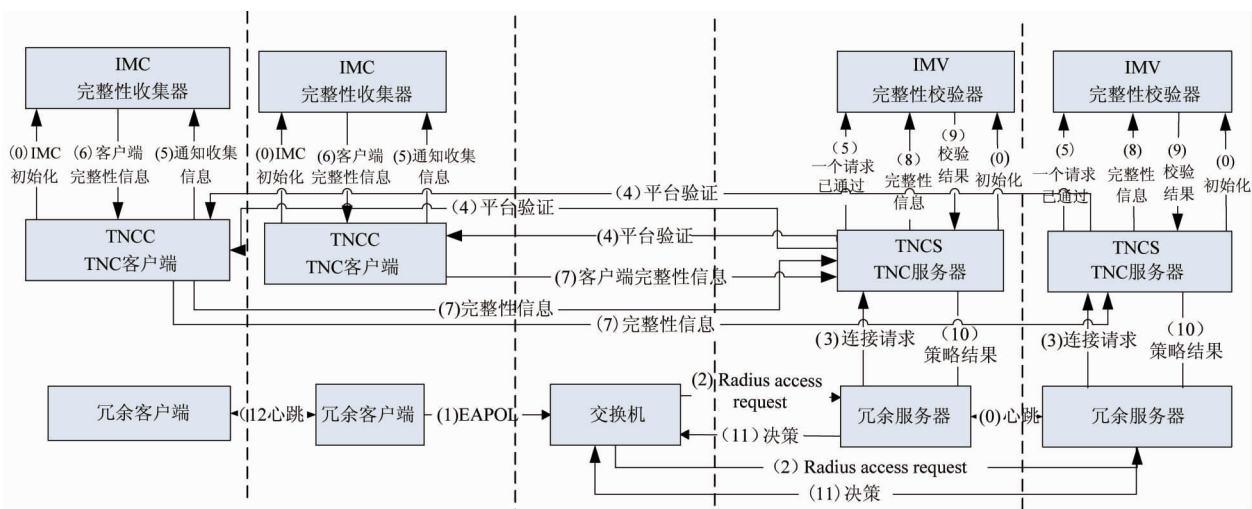 IMC
完整性收集器
IMC
完整性收集器
IMV
完整性校验器
IMV
完整性校验器
(0)IMC
初始化
(6)客户端
完整性信息
(5)通知收集
信息
(0)IMC
初始化
(6)客户端
完整性信息
(5)通知收集
信息
(5)
一个请求
已通过
(8)
完整性
信息
(9)
校验
结果
(0)
初始化
(5)
一个请求
已通过
(8)
完整性
信息
(9)
校验
结果
(0)
初始化
(4)平台验证
(4)平台验证
(4)平台验证
TNCC
TNC客户端
TNCC
TNC客户端
TNCS
TNC服务器
TNCS
TNC服务器
(7)客户端完整性信息
(7)完整性信息
(7)完整性信息
(3)连接请求
(10)
策略结果
(3)连接请求
(10)
策略结果
冗余客户端
(12心跳
冗余客户端
(1)EAPOL
交换机
(2) Radius access
request
(11)决策
冗余服务器
(0)心跳
冗余服务器
(2) Radius access request
(11)决策